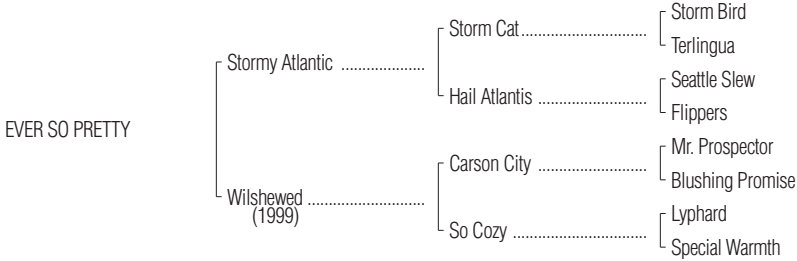 Storm Bird
Storm Cat..............................
Terlingua
Stormy Atlantic ....................
Seattle Slew
Hail Atlantis ..........................
Flippers
EVER SO PRETTY
Mr. Prospector
Carson City ..........................
Blushing Promise
Wilshewed ............................
(1999)
Lyphard
So Cozy ................................
Special Warmth